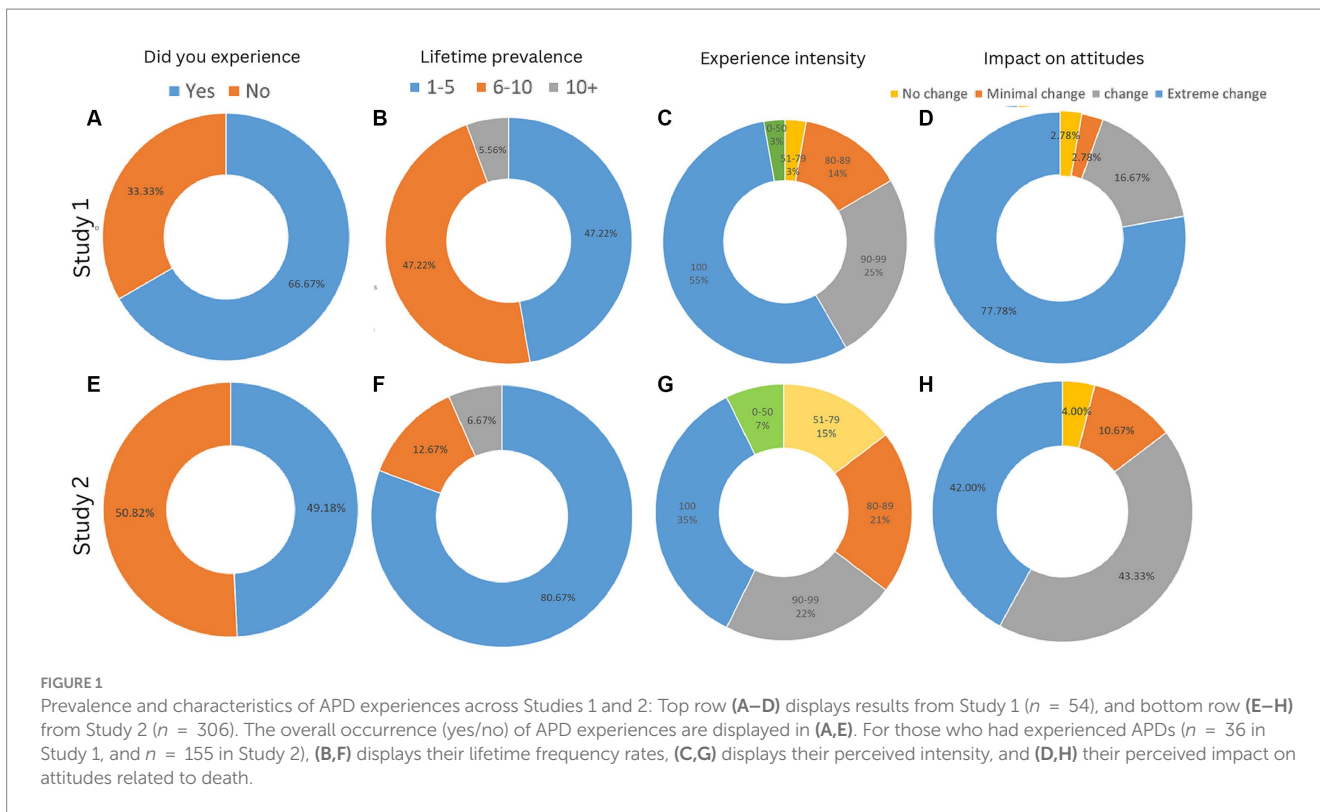 Did you experience
Yes No
Lifetime prevalence
1-5 6-10 10+
Experience intensity
Impact on attitudes
No change Minimal change change Extreme change
Study 1
A
33.33%
66.67%
B
5.56%
47.22%
47.22%
C
0-50
3%
51-79
3%
80-89
14%
90-99
25%
100
55%
D
2.78%
2.78%
16.67%
77.78%
Study 2
E
50.82%
49.18%
F
12.67%
6.67%
80.67%
G
0-50
7%
51-79
15%
80-89
21%
90-99
22%
100
35%
H
4.00%
10.67%
42.00%
43.33%
FIGURE 1
Prevalence and characteristics of APD experiences across Studies 1 and 2: Top row (A–D) displays results from Study 1 (n = 54), and bottom row (E–H)
from Study 2 (n = 306). The overall occurrence (yes/no) of APD experiences are displayed in (A,E). For those who had experienced APDs (n = 36 in
Study 1, and n = 155 in Study 2), (B,F) displays their lifetime frequency rates, (C,G) displays their perceived intensity, and (D,H) their perceived impact on
attitudes related to death.